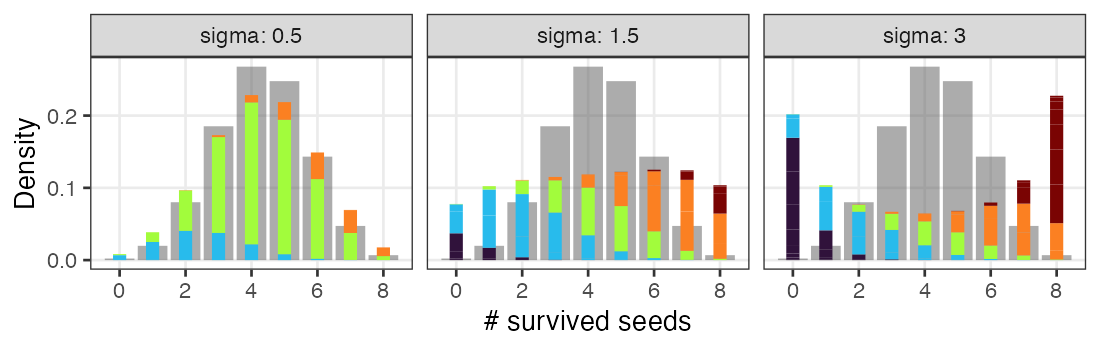 sigma: 0.5 sigma: 1.5 sigma: 3
Density
0.2
0.1
0.0
0 2 4 6 8 0 2 4 6 8 0 2 4 6 8
# survived seeds